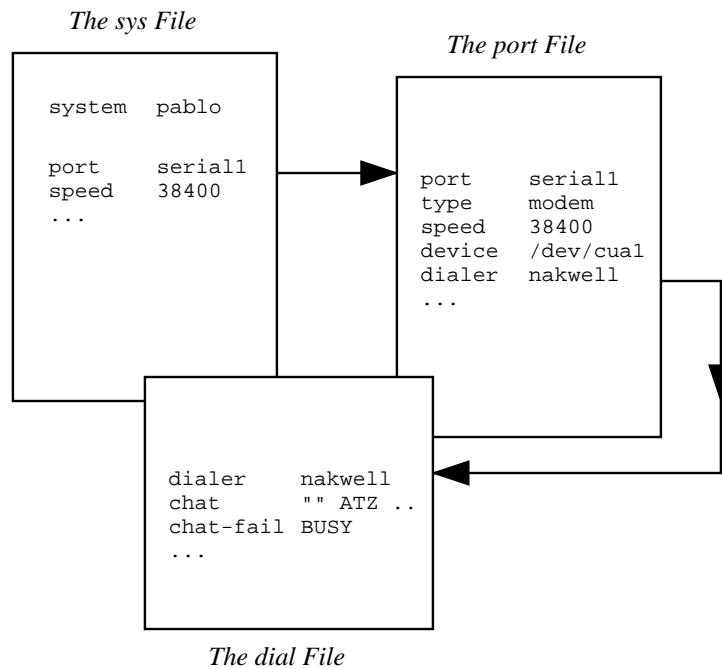 The sys File
system pablo
port serial1
speed 38400
...
The port File
port serial1
type modem
speed 38400
device /dev/cua1
dialer nakwell
...
dialer nakwell
chat "" ATZ ..
chat-fail BUSY
...
The dial File